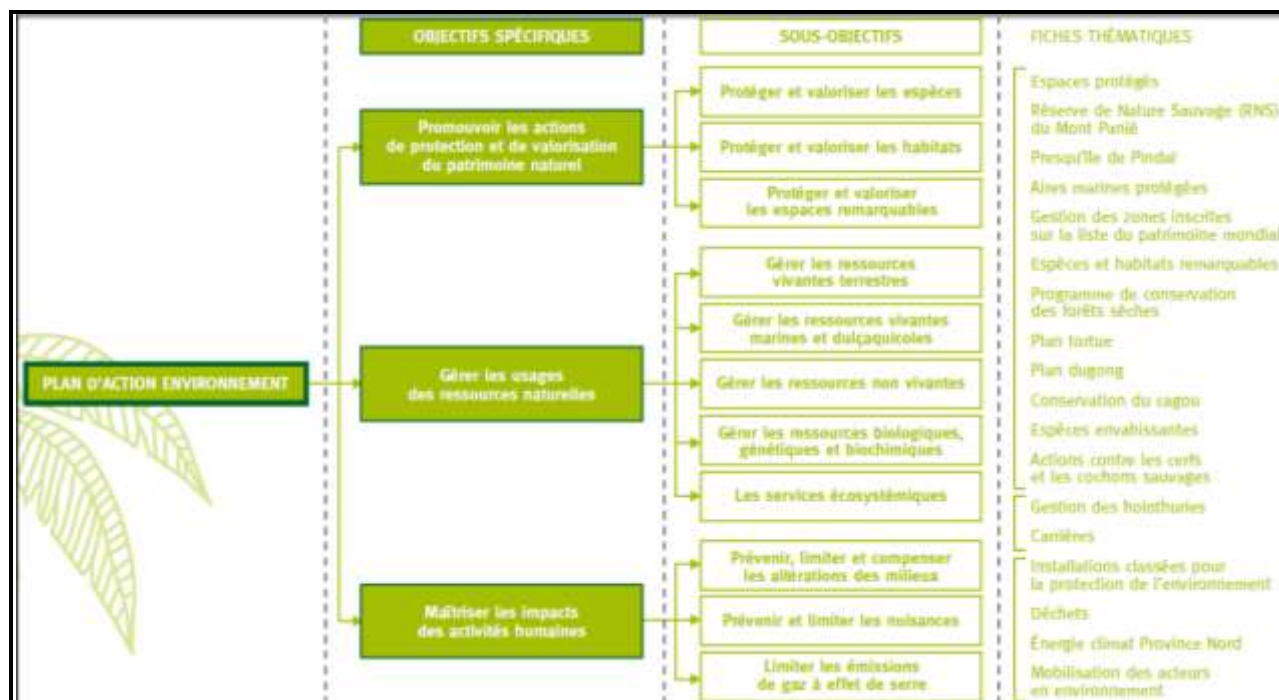 OBJECTIFS SPÉCIFIQUES
SOUS-OBJECTIFS
FICHES THÉMATIQUES
PLAN D'ACTION ENVIRONNEMENT
Promouvoir les actions
de protection et de valorisation
du patrimoine naturel
Protéger et valoriser les espèces
Protéger et valoriser les habitats
Protéger et valoriser
les espaces remarquables
Gérer les usages
des ressources naturelles
Gérer les ressources
vivantes terrestres
Gérer les ressources vivantes
marines et dulçaquicoles
Gérer les ressources non vivantes
Gérer les ressources biologiques,
génétiques et biochimiques
Les services écosystémiques
Maîtriser les impacts
des activités humaines
Prévenir, limiter et compenser
les altérations des milieux
Prévenir et limiter les nuisances
Limiter les émissions
de gaz à effet de serre
Espaces protégés
Réserve de Nature Sauvage (RNS)
du Mont Panié
Presqu'île de Pindaï
Aires marines protégées
Gestion des zones inscrites
sur la liste du patrimoine mondial
Espèces et habitats remarquables
Programme de conservation
des forêts sèches
Plan tortue
Plan dugong
Conservation du cagou
Espèces envahissantes
Actions contre les cerfs
et les cochons sauvages
Gestion des holothuries
Carrières
Installations classées pour
la protection de l'environnement
Déchets
Énergie climat Province Nord
Mobilisation des acteurs
en environnement